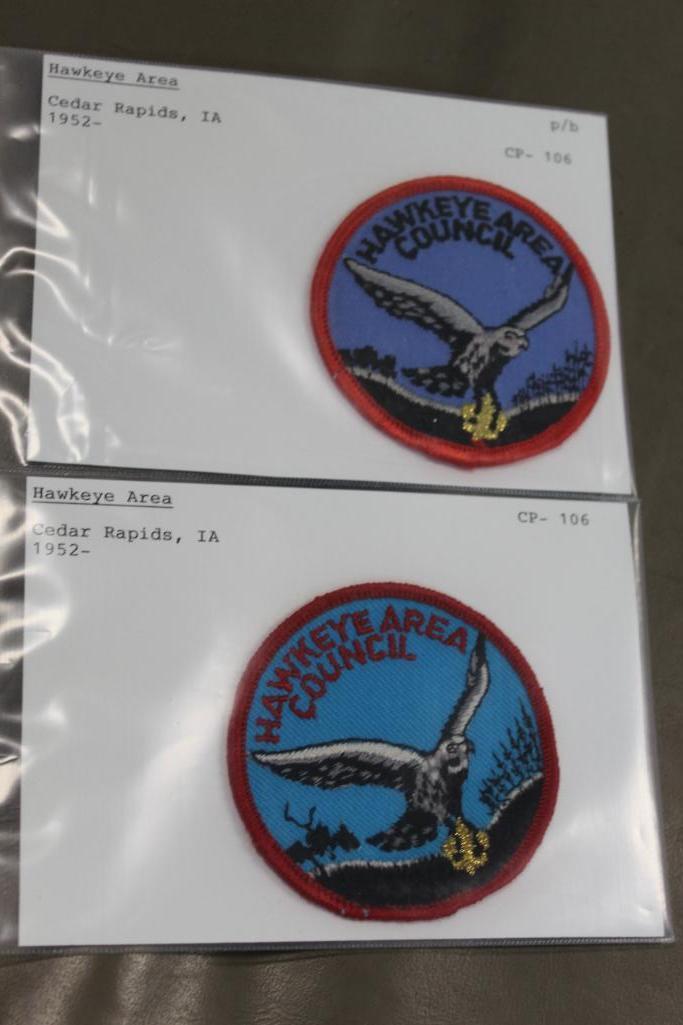 Hawkeye Area
Cedar Rapids, IA
1952-
p/b
CP- 106
HAWKEYE AREA
COUNCIL
Hawkeye Area
Cedar Rapids, IA
1952-
CP- 106
HAWKEYE AREA
COUNCIL